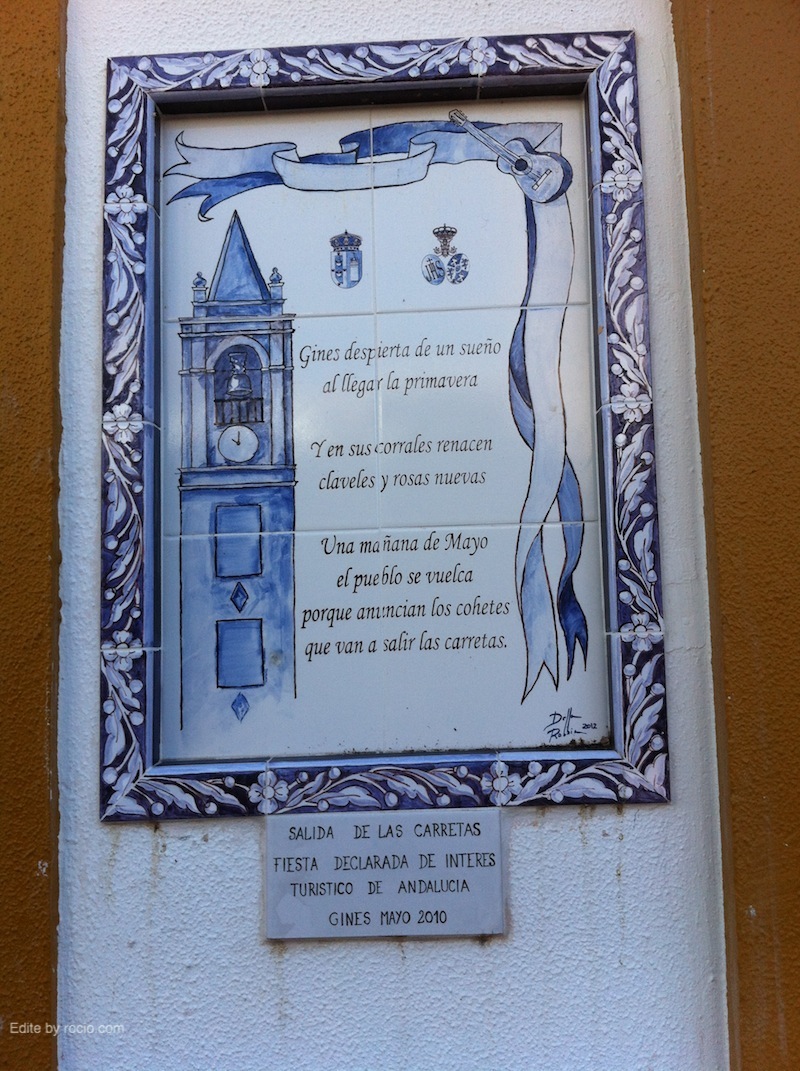 Gines despierta de un sueño
al llegar la primavera
Y en sus corrales renacen
claveles y rosas nuevas
Una mañana de Mayo
el pueblo se vuelca
porque anuncian los cohetes
que van a salir las carretas.
2012
SALIDA DE LAS CARRETAS
FIESTA DECLARADA DE INTERES
TURISTICO DE ANDALUCIA
GINES MAYO 2010
Edite by rocio.com